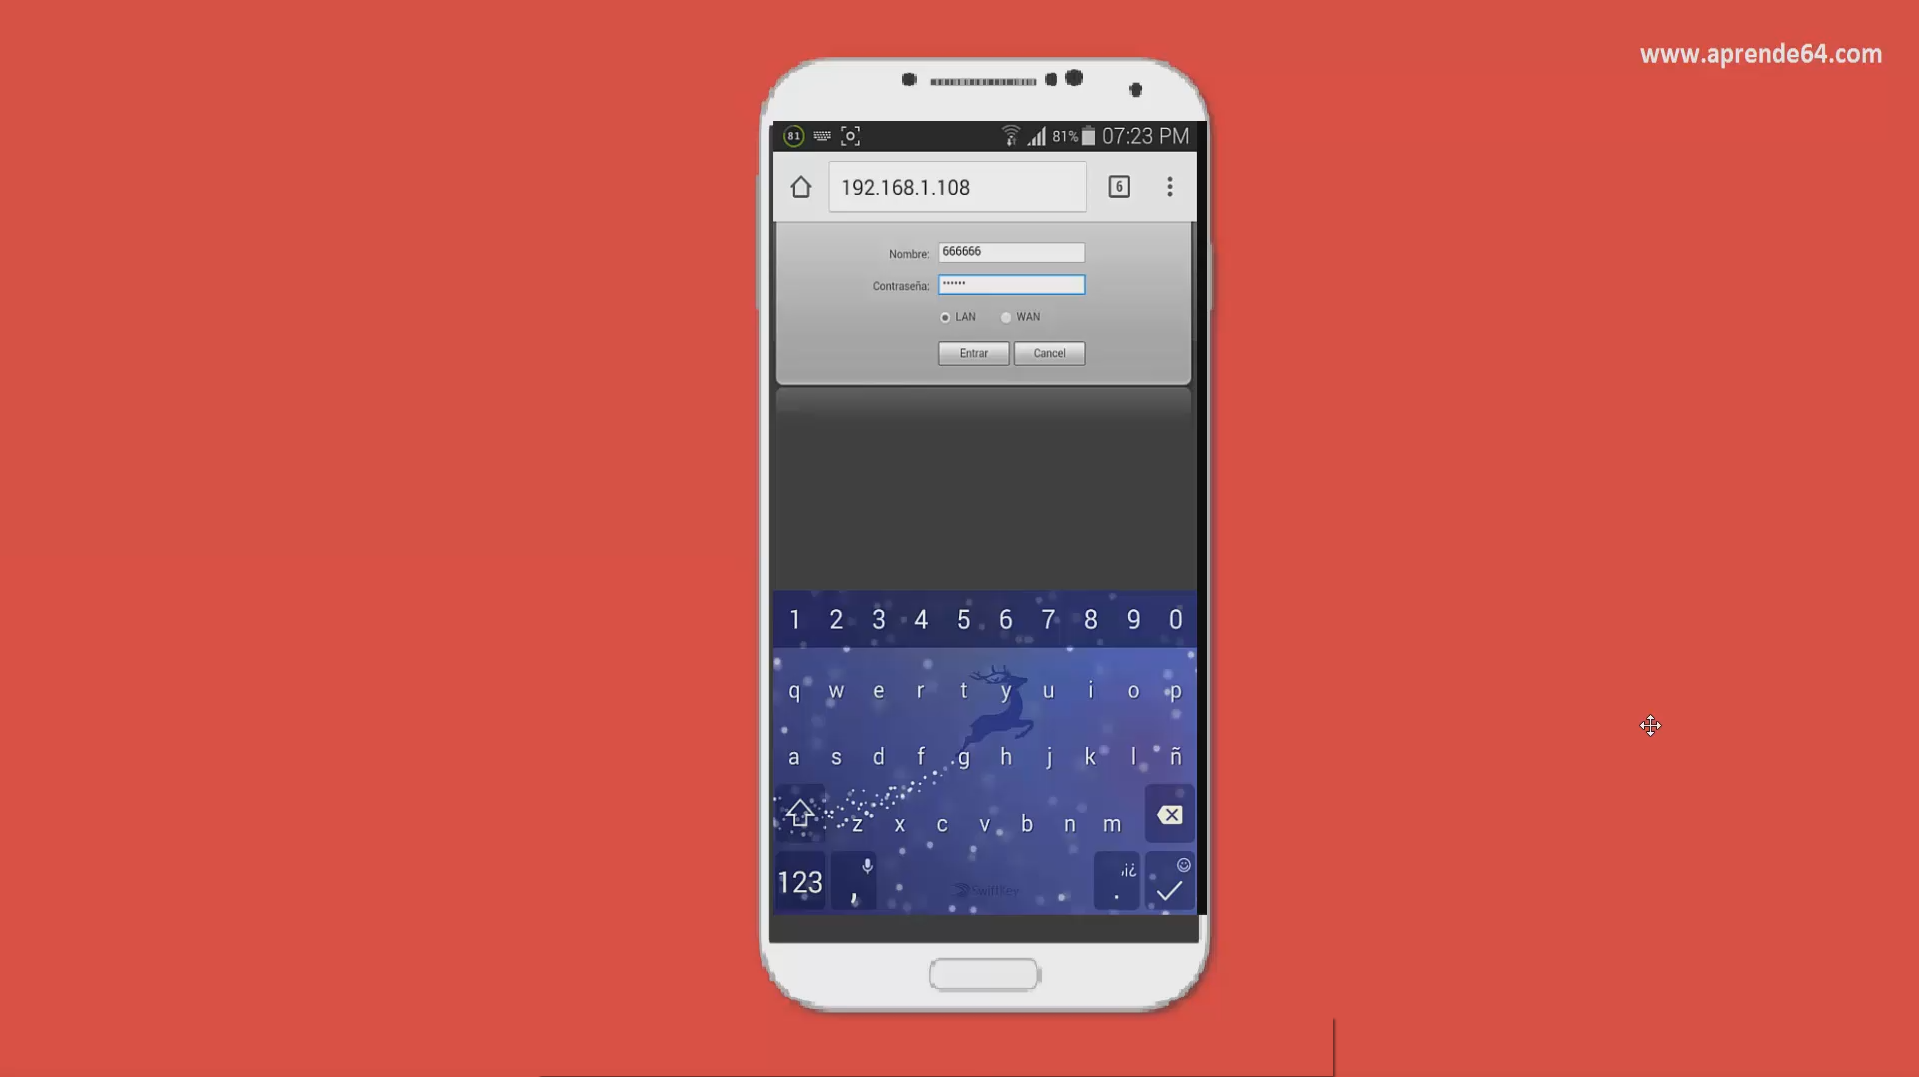 www.aprende64.com
81 81% 07:23 PM
192.168.1.108 6
Nombre: 666666
Contraseña: ••••••
LAN WAN
Entrar Cancel
1 2 3 4 5 6 7 8 9 0
q w e r t y u i o p
a s d f g h j k l ñ
z x c v b n m
123 , SwiftKey ,¡¿ .